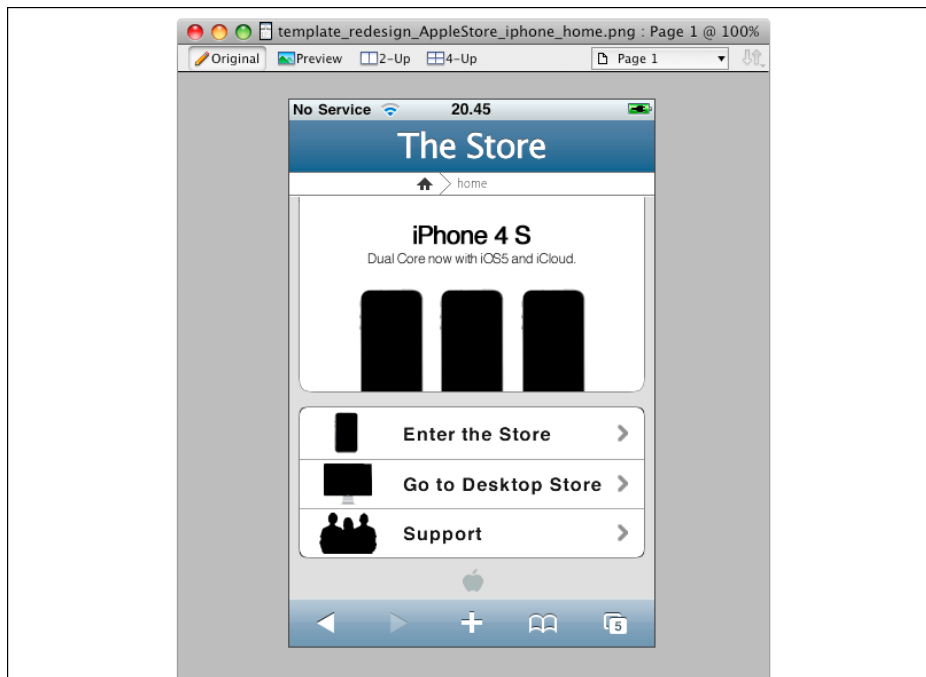 template_redesign_AppleStore_iphone_home.png : Page 1 @ 100%
Original Preview 2-Up 4-Up Page 1
No Service 20.45
The Store
home
iPhone 4 S
Dual Core now with iOS5 and iCloud.
Enter the Store
Go to Desktop Store
Support
5